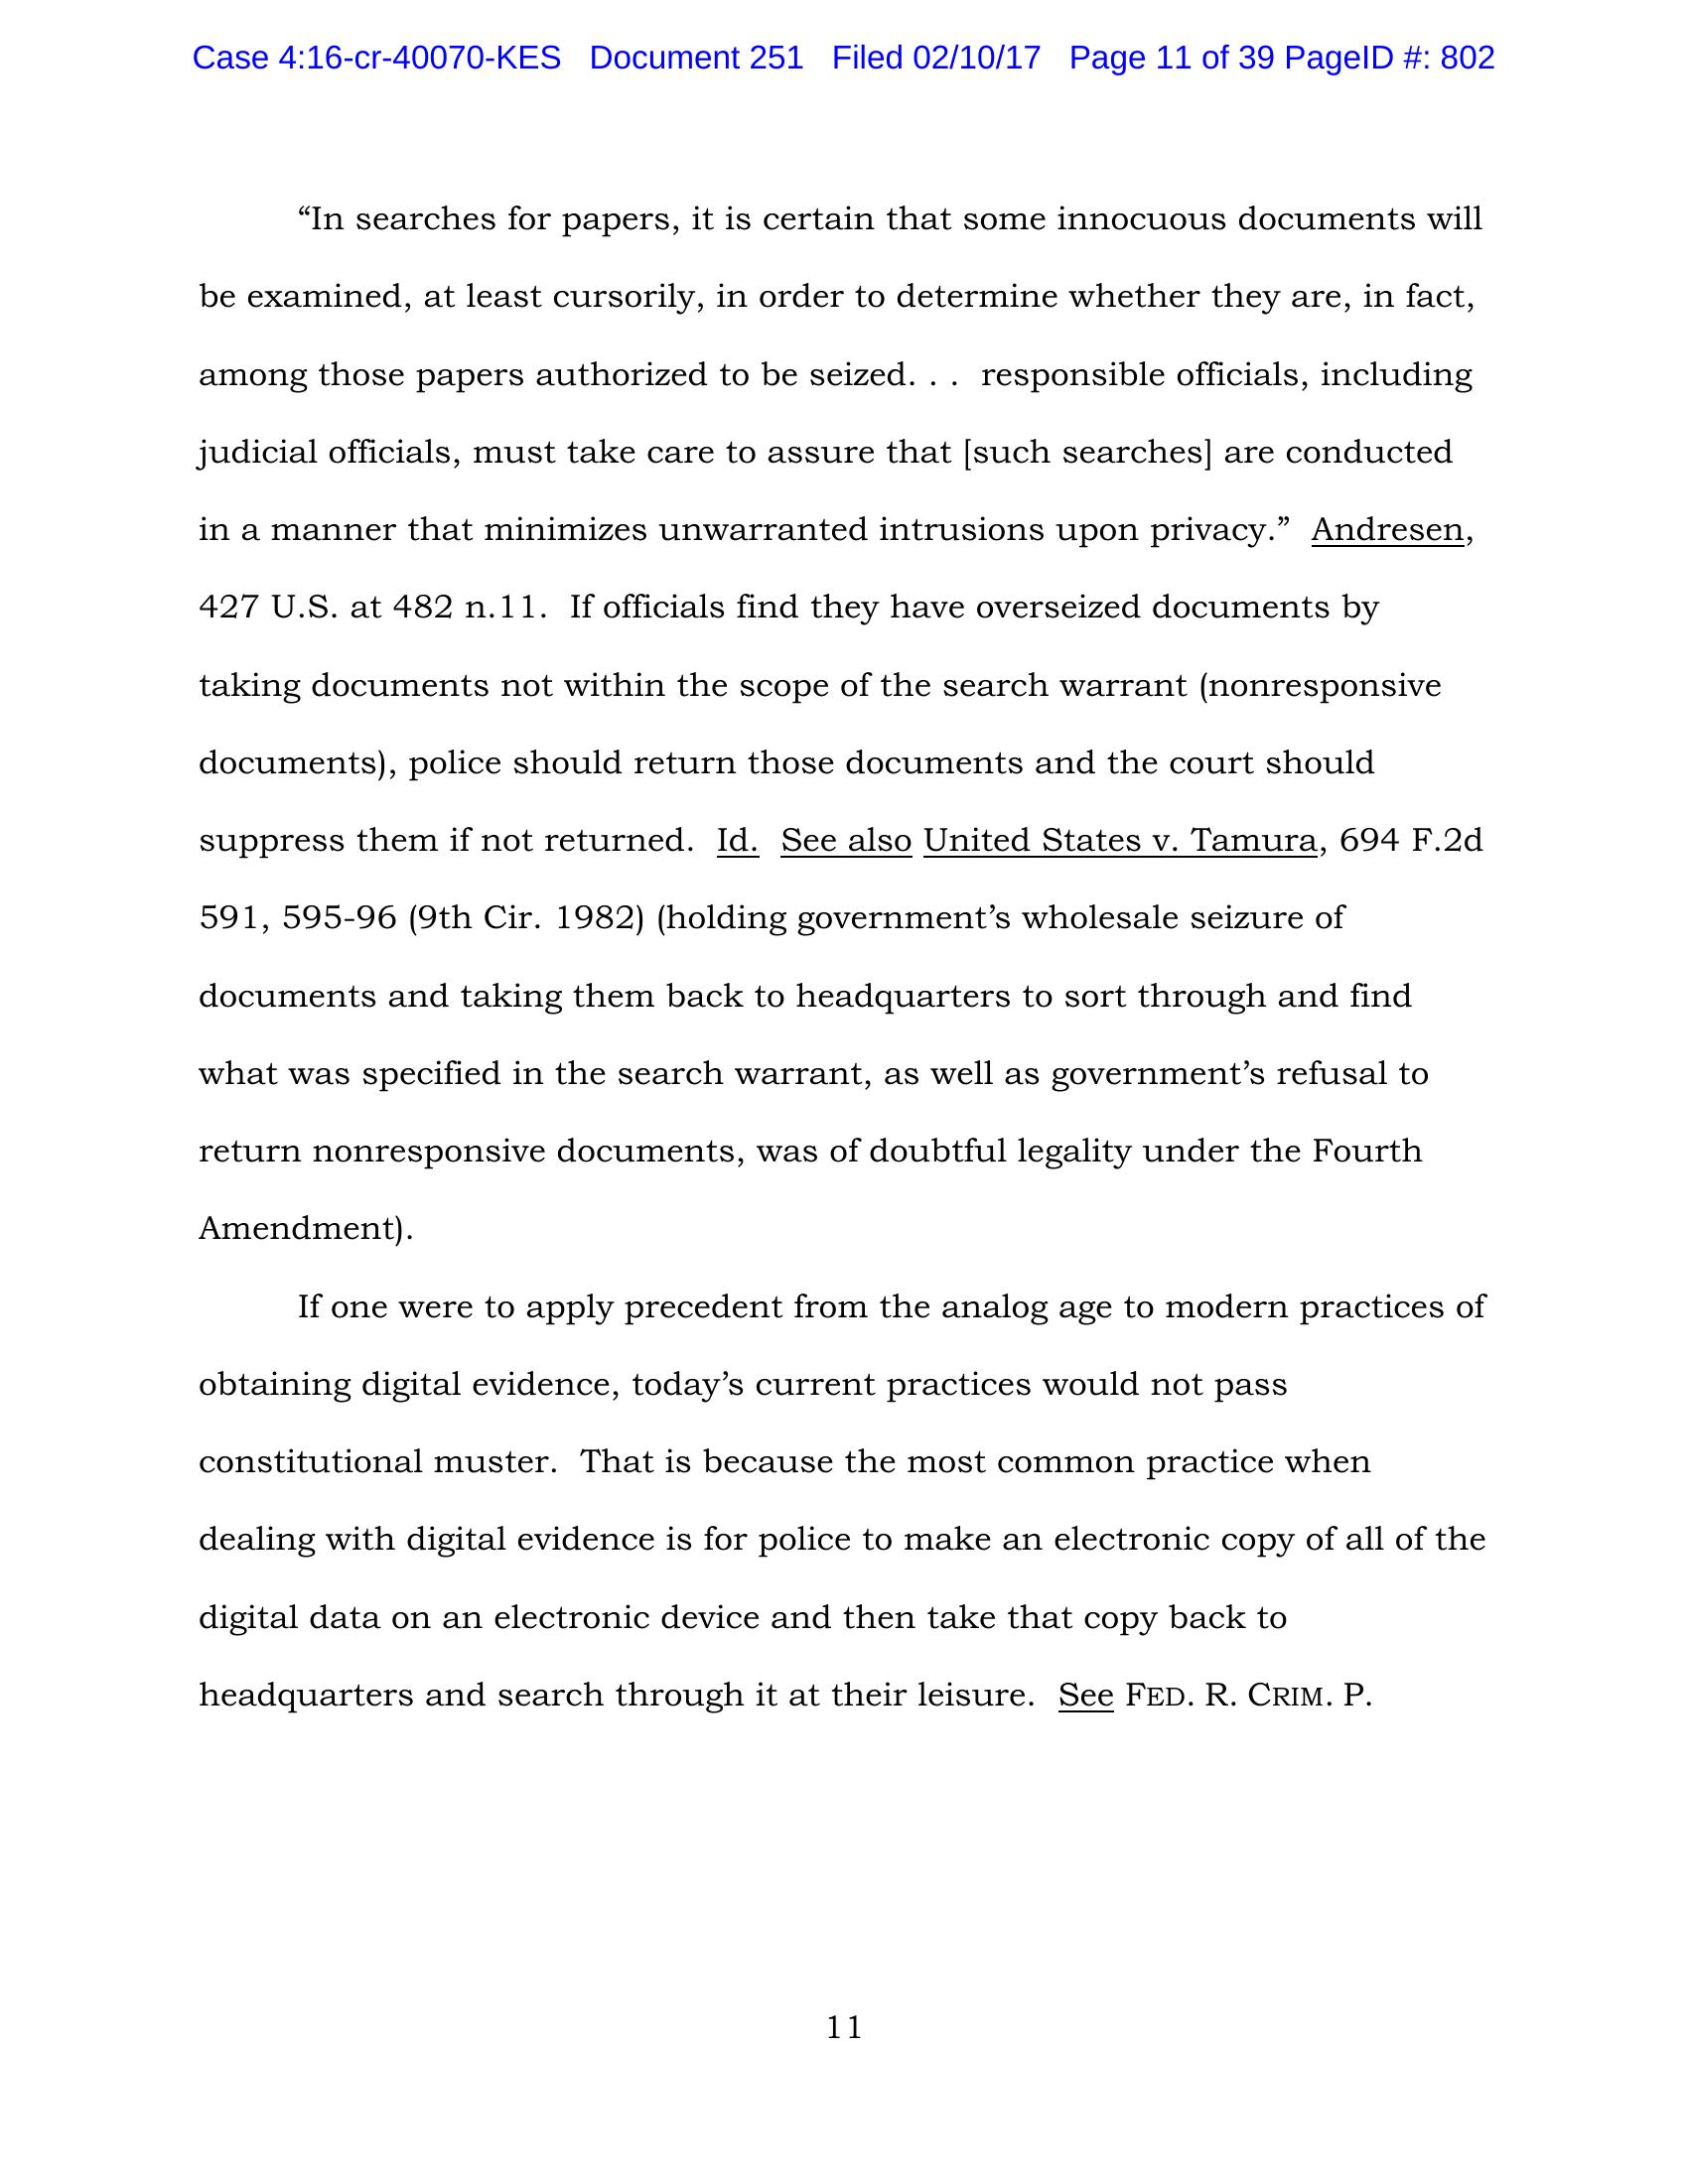 Case 4:16-cr-40070-KES Document 251 Filed 02/10/17 Page 11 of 39 PageID #: 802
“In searches for papers, it is certain that some innocuous documents will
be examined, at least cursorily, in order to determine whether they are, in fact,
among those papers authorized to be seized. . . responsible officials, including
judicial officials, must take care to assure that [such searches] are conducted
in a manner that minimizes unwarranted intrusions upon privacy.” Andresen,
427 U.S. at 482 n.11. If officials find they have overseized documents by
taking documents not within the scope of the search warrant (nonresponsive
documents), police should return those documents and the court should
suppress them if not returned. Id. See also United States v. Tamura, 694 F.2d
591, 595-96 (9th Cir. 1982) (holding government’s wholesale seizure of
documents and taking them back to headquarters to sort through and find
what was specified in the search warrant, as well as government’s refusal to
return nonresponsive documents, was of doubtful legality under the Fourth
Amendment).
If one were to apply precedent from the analog age to modern practices of
obtaining digital evidence, today’s current practices would not pass
constitutional muster. That is because the most common practice when
dealing with digital evidence is for police to make an electronic copy of all of the
digital data on an electronic device and then take that copy back to
headquarters and search through it at their leisure. See FED. R. CRIM. P.
11